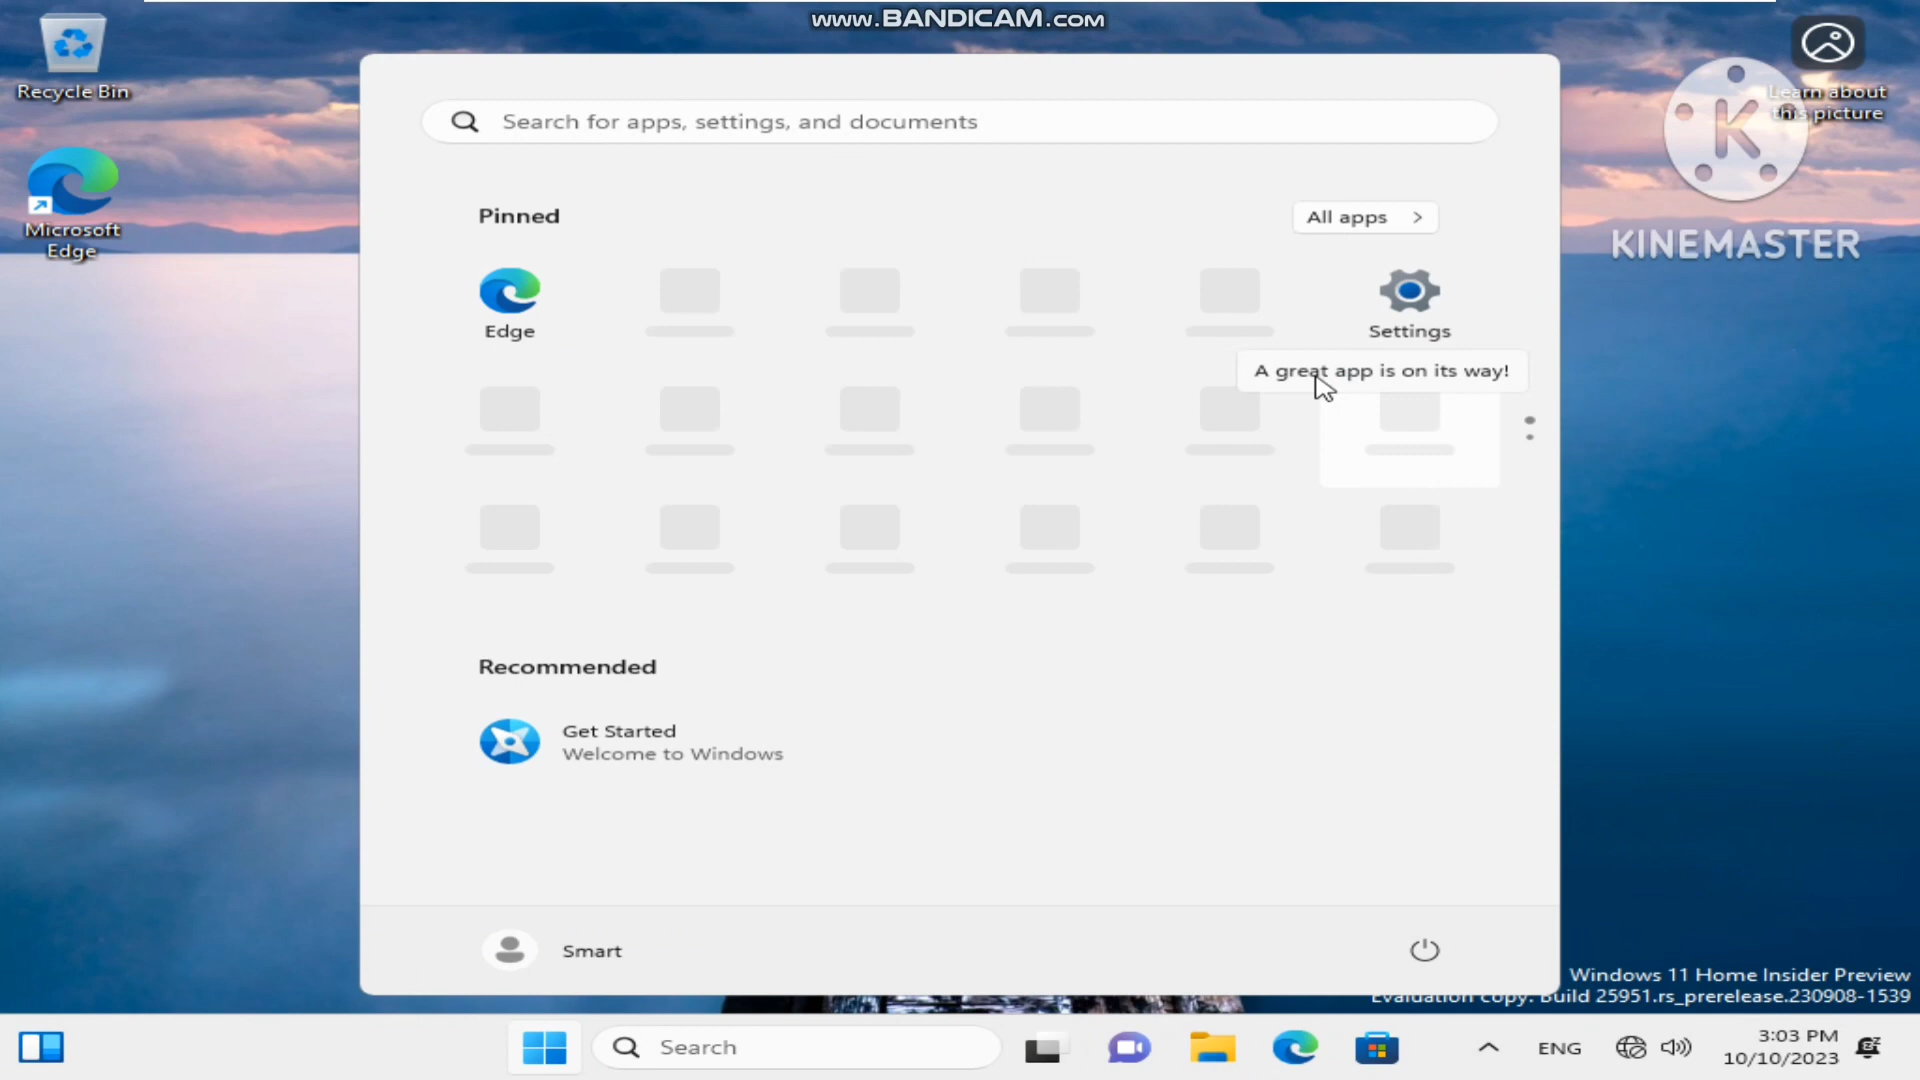 www.BANDICAM.com
Recycle Bin
Learn about
this picture
Search for apps, settings, and documents
Microsoft
Edge
KINEMASTER
Pinned
All apps
Edge
Settings
A great app is on its way!
Recommended
Get Started
Welcome to Windows
Smart
Windows 11 Home Insider Preview
Evaluation copy. Build 25951.rs_prerelease.230908-1539
Search
ENG
3:03 PM
10/10/2023